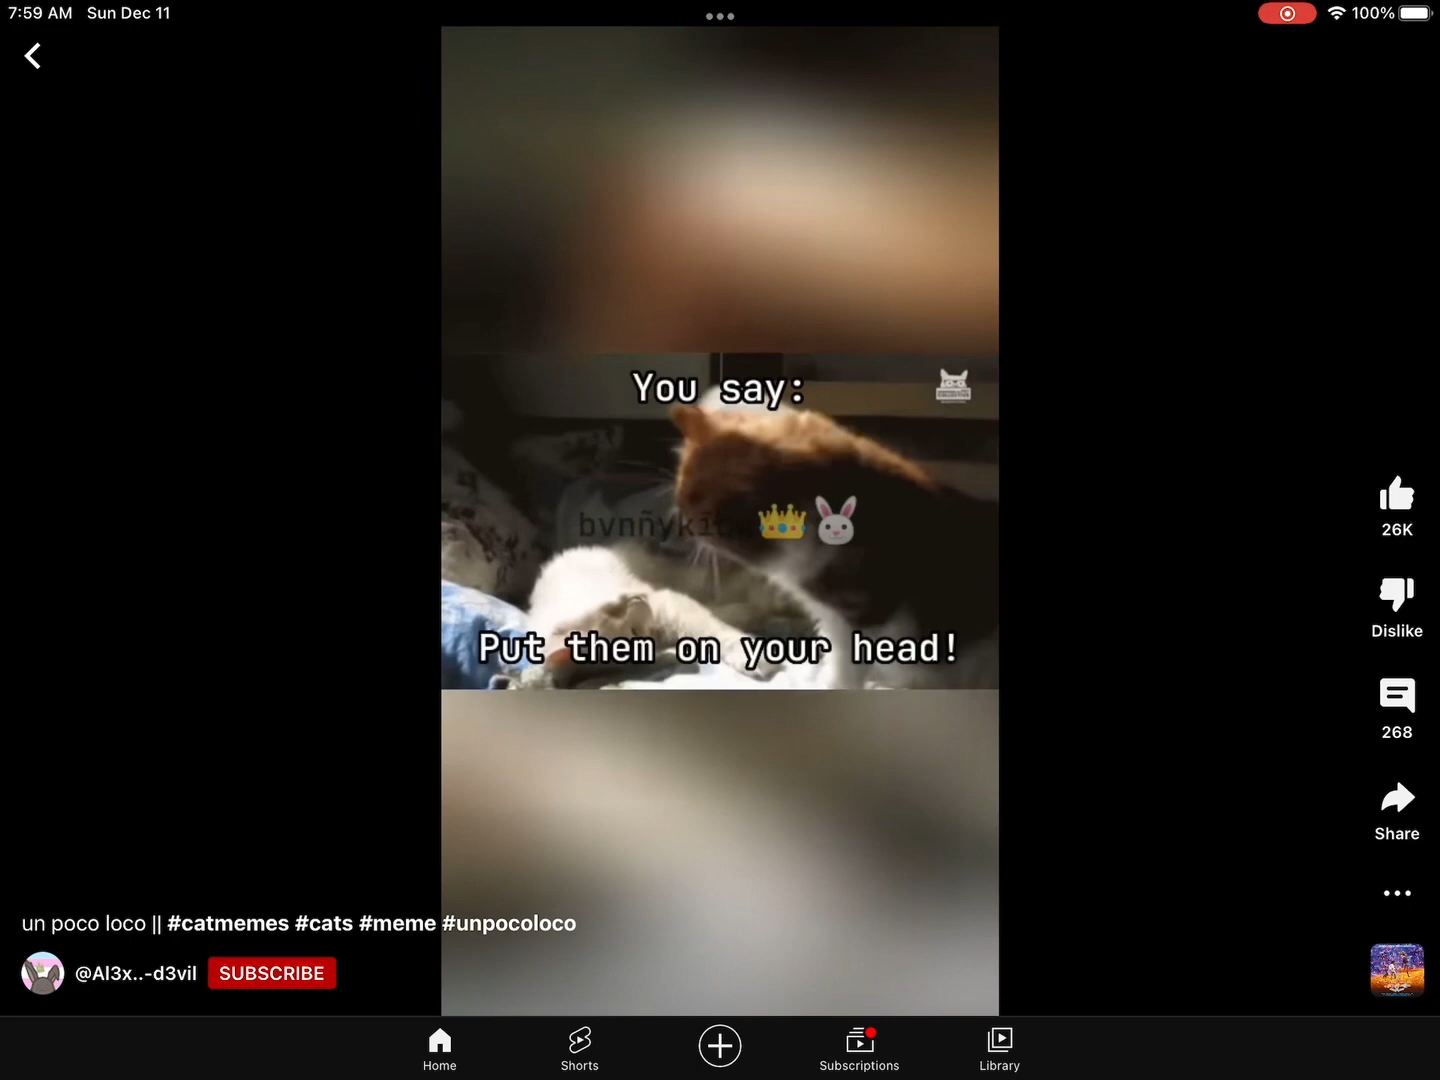 7:59 AM Sun Dec 11
100%
You say:
Put them on your head!
26K
Dislike
268
Share
un poco loco || #catmemes #cats #meme #unpocoloco
@Al3x..-d3vil SUBSCRIBE
Home Shorts Subscriptions Library